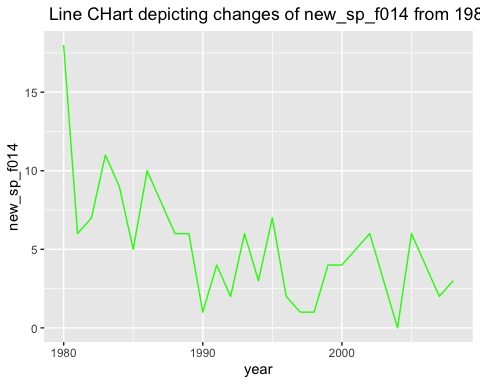 Line CHart depicting changes of new_sp_f014 from 198
15
10
5
0
new_sp_f014
1980
1990
2000
year